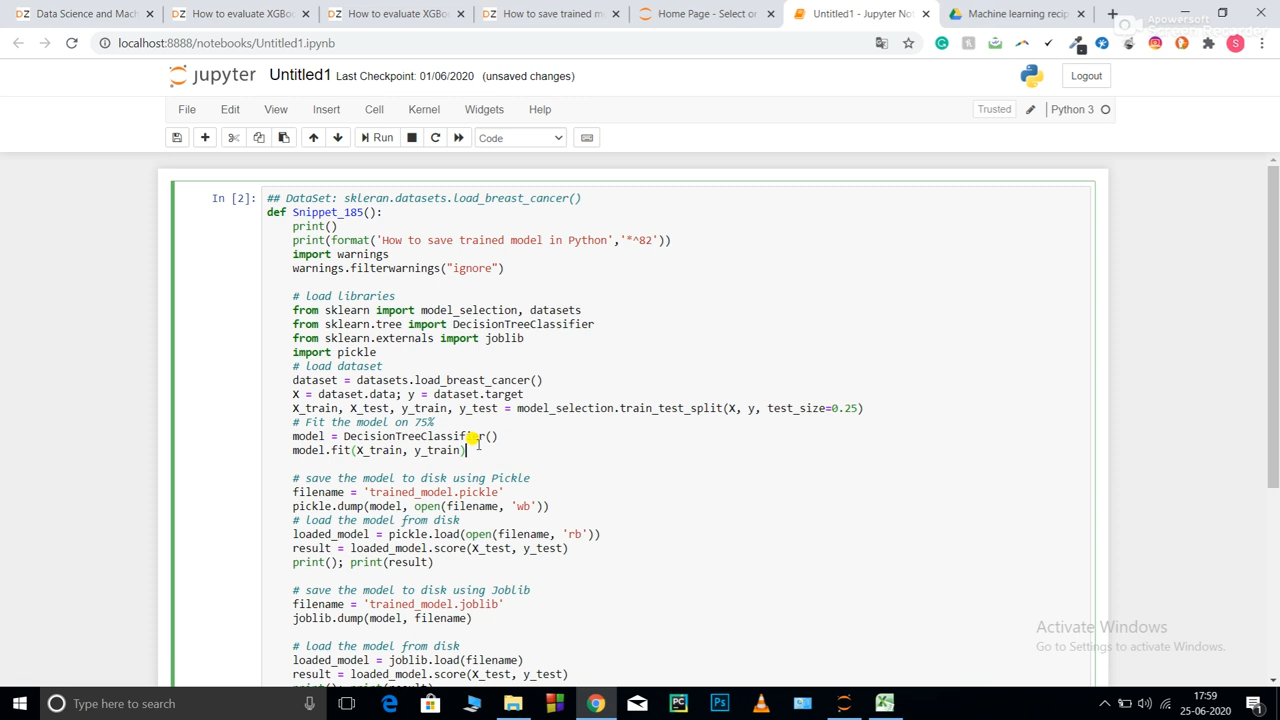 Data Science and Mach
How to evaluate XGBoo
How to evaluate XGBoo
How to save trained mo
Home Page - Select or
Untitled1 - Jupyter Not
Machine learning recip
Apowersoft
Screen Recorder
localhost:8888/notebooks/Untitled1.ipynb
S
jupyter Untitled1 Last Checkpoint: 01/06/2020 (unsaved changes)
Logout
File Edit View Insert Cell Kernel Widgets Help
Trusted
Python 3
Run
Code
In [2]:
## DataSet: skleran.datasets.load_breast_cancer()
def Snippet_185():
print()
print(format('How to save trained model in Python','*^82'))
import warnings
warnings.filterwarnings("ignore")
# load libraries
from sklearn import model_selection, datasets
from sklearn.tree import DecisionTreeClassifier
from sklearn.externals import joblib
import pickle
# load dataset
dataset = datasets.load_breast_cancer()
X = dataset.data; y = dataset.target
X_train, X_test, y_train, y_test = model_selection.train_test_split(X, y, test_size=0.25)
# Fit the model on 75%
model = DecisionTreeClassifier()
model.fit(X_train, y_train)
# save the model to disk using Pickle
filename = 'trained_model.pickle'
pickle.dump(model, open(filename, 'wb'))
# load the model from disk
loaded_model = pickle.load(open(filename, 'rb'))
result = loaded_model.score(X_test, y_test)
print(); print(result)
# save the model to disk using Joblib
filename = 'trained_model.joblib'
joblib.dump(model, filename)
# load the model from disk
loaded_model = joblib.load(filename)
result = loaded_model.score(X_test, y_test)
Activate Windows
Go to Settings to activate Windows.
Type here to search
17:59
25-06-2020